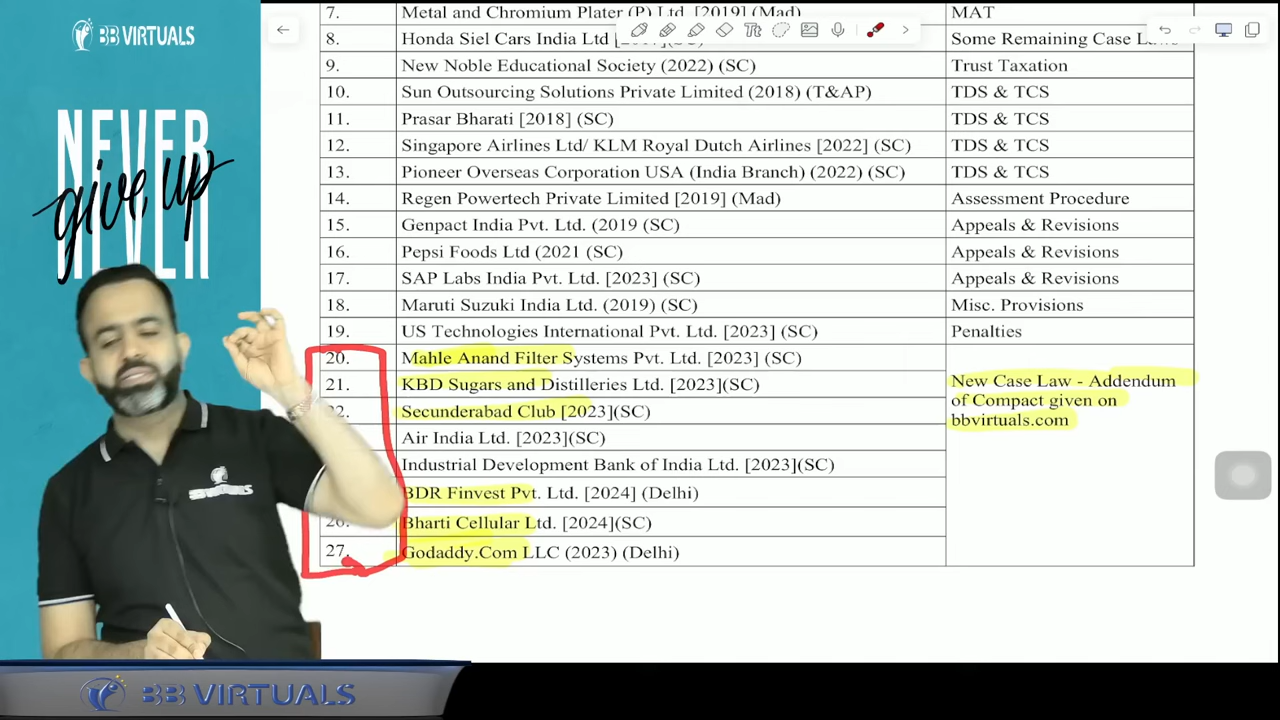 BB VIRTUALS
NEVER
give up
NEVER
7. Metal and Chromium Plater (P) Ltd. [2019] (Mad) MAT
8. Honda Siel Cars India Ltd Some Remaining Case Laws
9. New Noble Educational Society (2022) (SC) Trust Taxation
10. Sun Outsourcing Solutions Private Limited (2018) (T&AP) TDS & TCS
11. Prasar Bharati [2018] (SC) TDS & TCS
12. Singapore Airlines Ltd/ KLM Royal Dutch Airlines [2022] (SC) TDS & TCS
13. Pioneer Overseas Corporation USA (India Branch) (2022) (SC) TDS & TCS
14. Regen Powertech Private Limited [2019] (Mad) Assessment Procedure
15. Genpact India Pvt. Ltd. (2019 (SC) Appeals & Revisions
16. Pepsi Foods Ltd (2021 (SC) Appeals & Revisions
17. SAP Labs India Pvt. Ltd. [2023] (SC) Appeals & Revisions
18. Maruti Suzuki India Ltd. (2019) (SC) Misc. Provisions
19. US Technologies International Pvt. Ltd. [2023] (SC) Penalties
20. Mahle Anand Filter Systems Pvt. Ltd. [2023] (SC)
21. KBD Sugars and Distilleries Ltd. [2023](SC)
22. Secunderabad Club [2023](SC)
Air India Ltd. [2023](SC)
Industrial Development Bank of India Ltd. [2023](SC)
BDR Finvest Pvt. Ltd. [2024] (Delhi)
26. Bharti Cellular Ltd. [2024](SC)
27. Godaddy.Com LLC (2023) (Delhi)
New Case Law - Addendum
of Compact given on
bbvirtuals.com
Tt
BB VIRTUALS